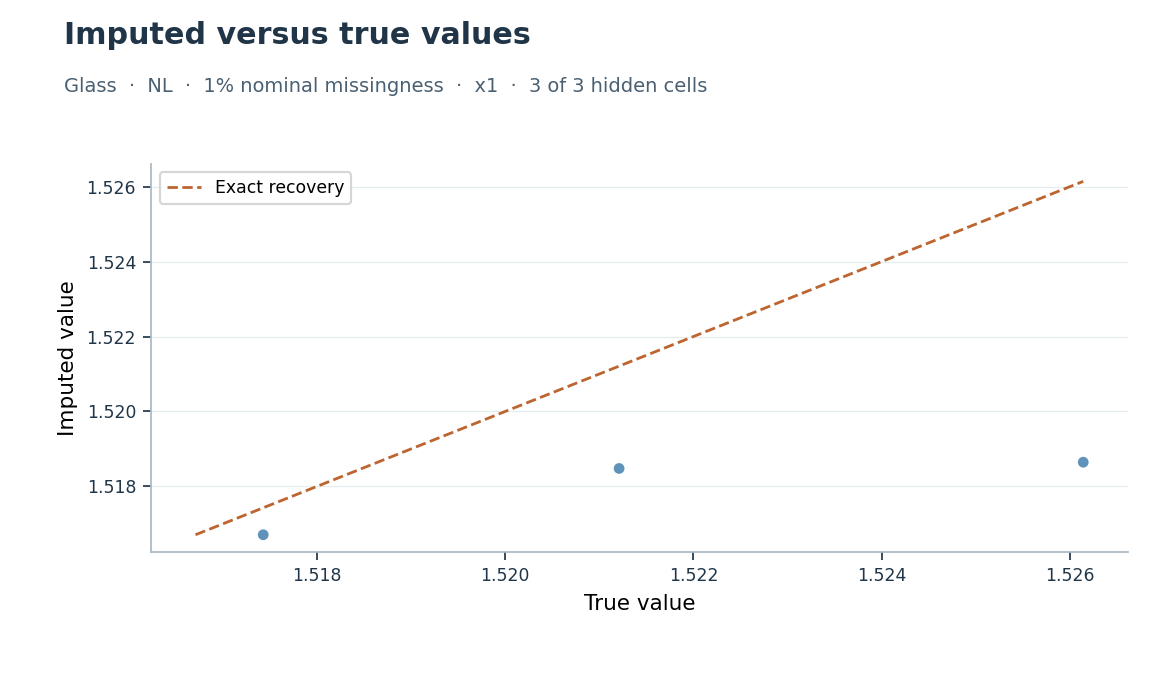 Imputed versus true values
Glass · NL · 1% nominal missingness · x1 · 3 of 3 hidden cells
Exact recovery
1.526
1.524
1.522
1.520
1.518
Imputed value
1.518 1.520 1.522 1.524 1.526
True value